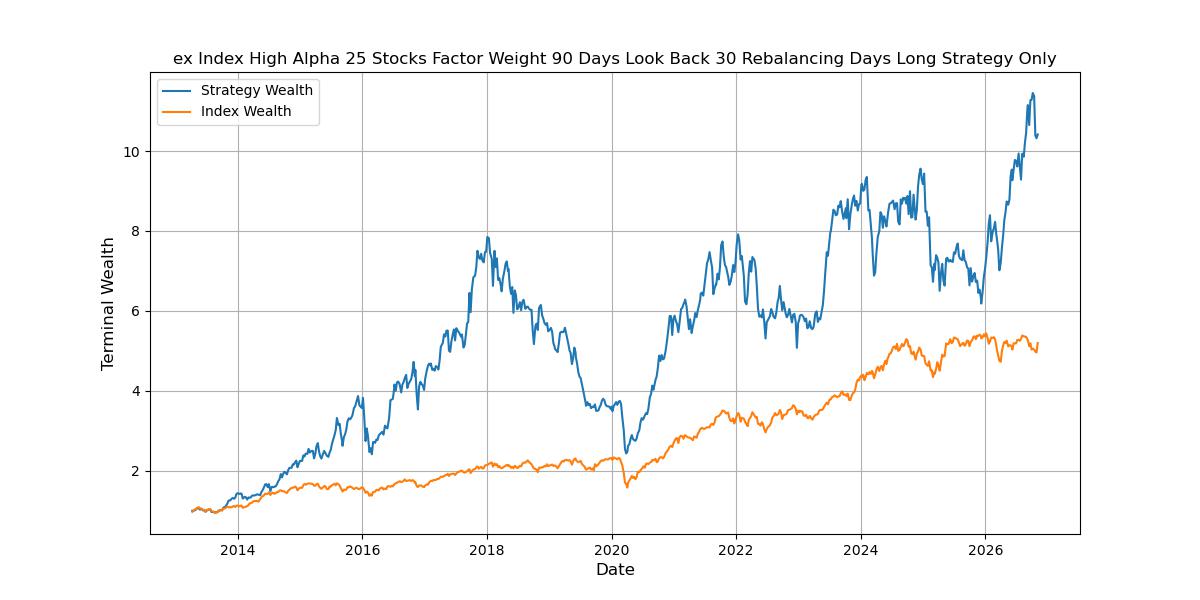 ex Index High Alpha 25 Stocks Factor Weight 90 Days Look Back 30 Rebalancing Days Long Strategy Only
Strategy Wealth
Index Wealth
Terminal Wealth
10
8
6
4
2
2014 2016 2018 2020 2022 2024 2026
Date